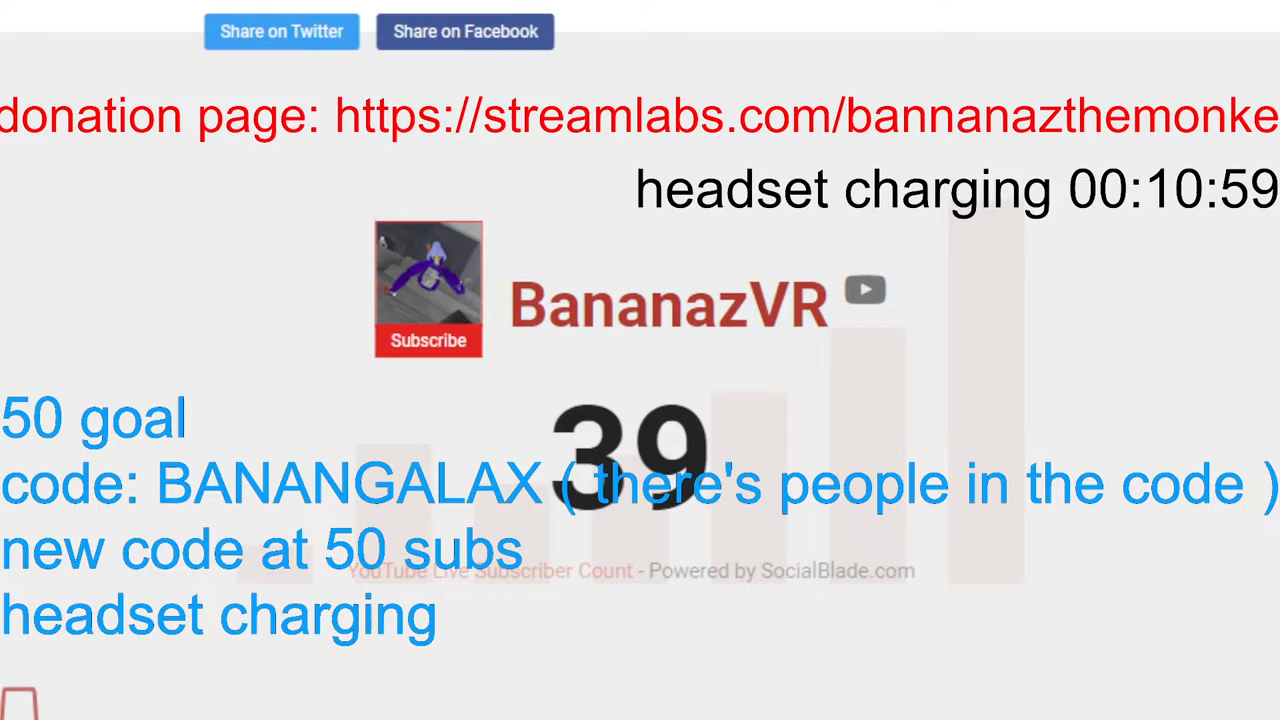 Share on Twitter Share on Facebook
donation page: https://streamlabs.com/bannanazthemonke
headset charging 00:10:59
BananazVR
Subscribe
39
50 goal
code: BANANGALAX ( there's people in the code )
new code at 50 subs
YouTube Live Subscriber Count - Powered by SocialBlade.com
headset charging